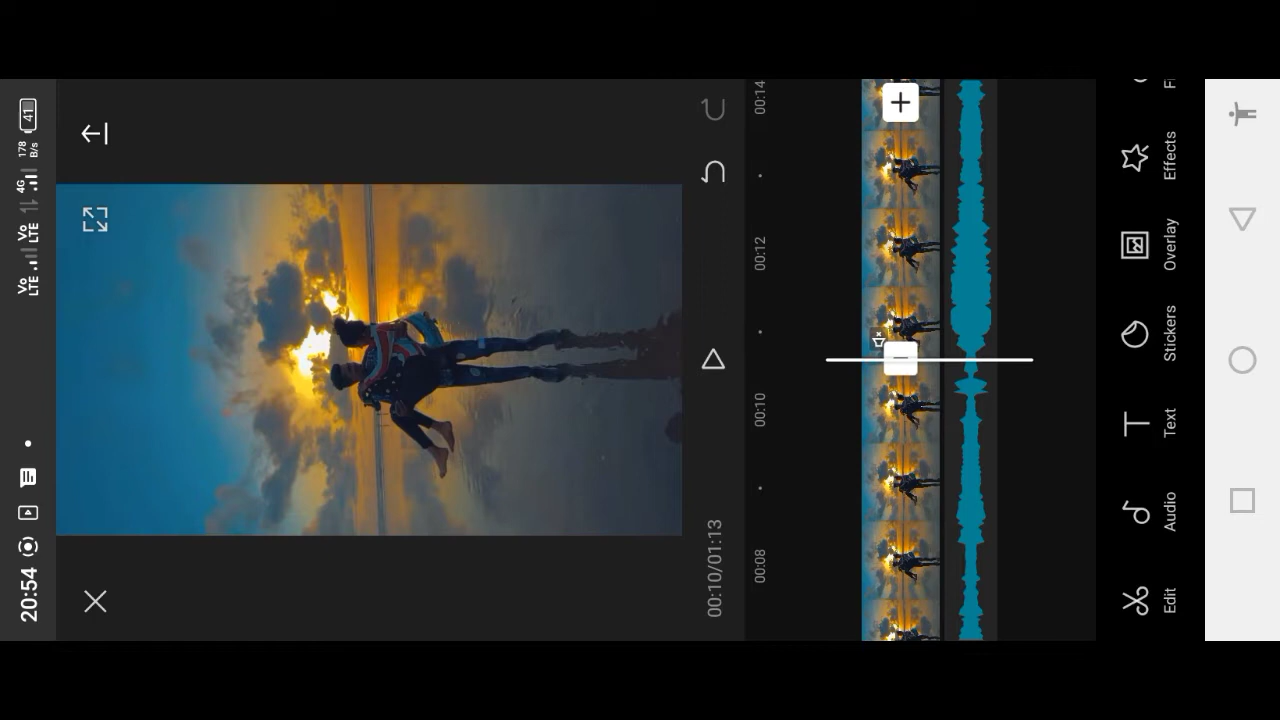 20:54
Vo LTE Vo LTE 4G 178 B/s 41
00:10/01:13
00:08 00:10 00:12 00:14
Edit Audio Text Stickers Overlay Effects